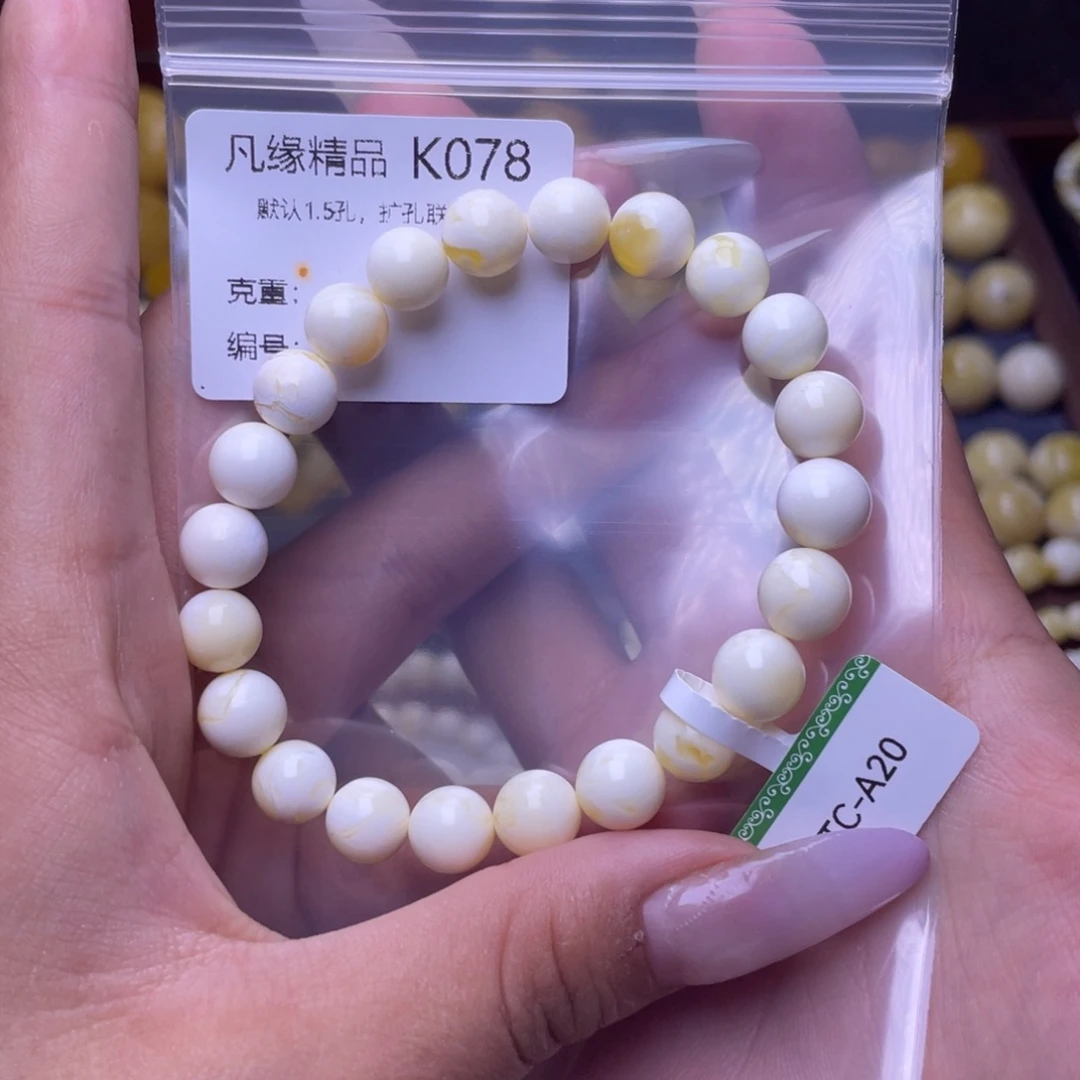 凡缘精品 K078
默认1.5孔，扩孔联
克重：
编号：
TC-A20